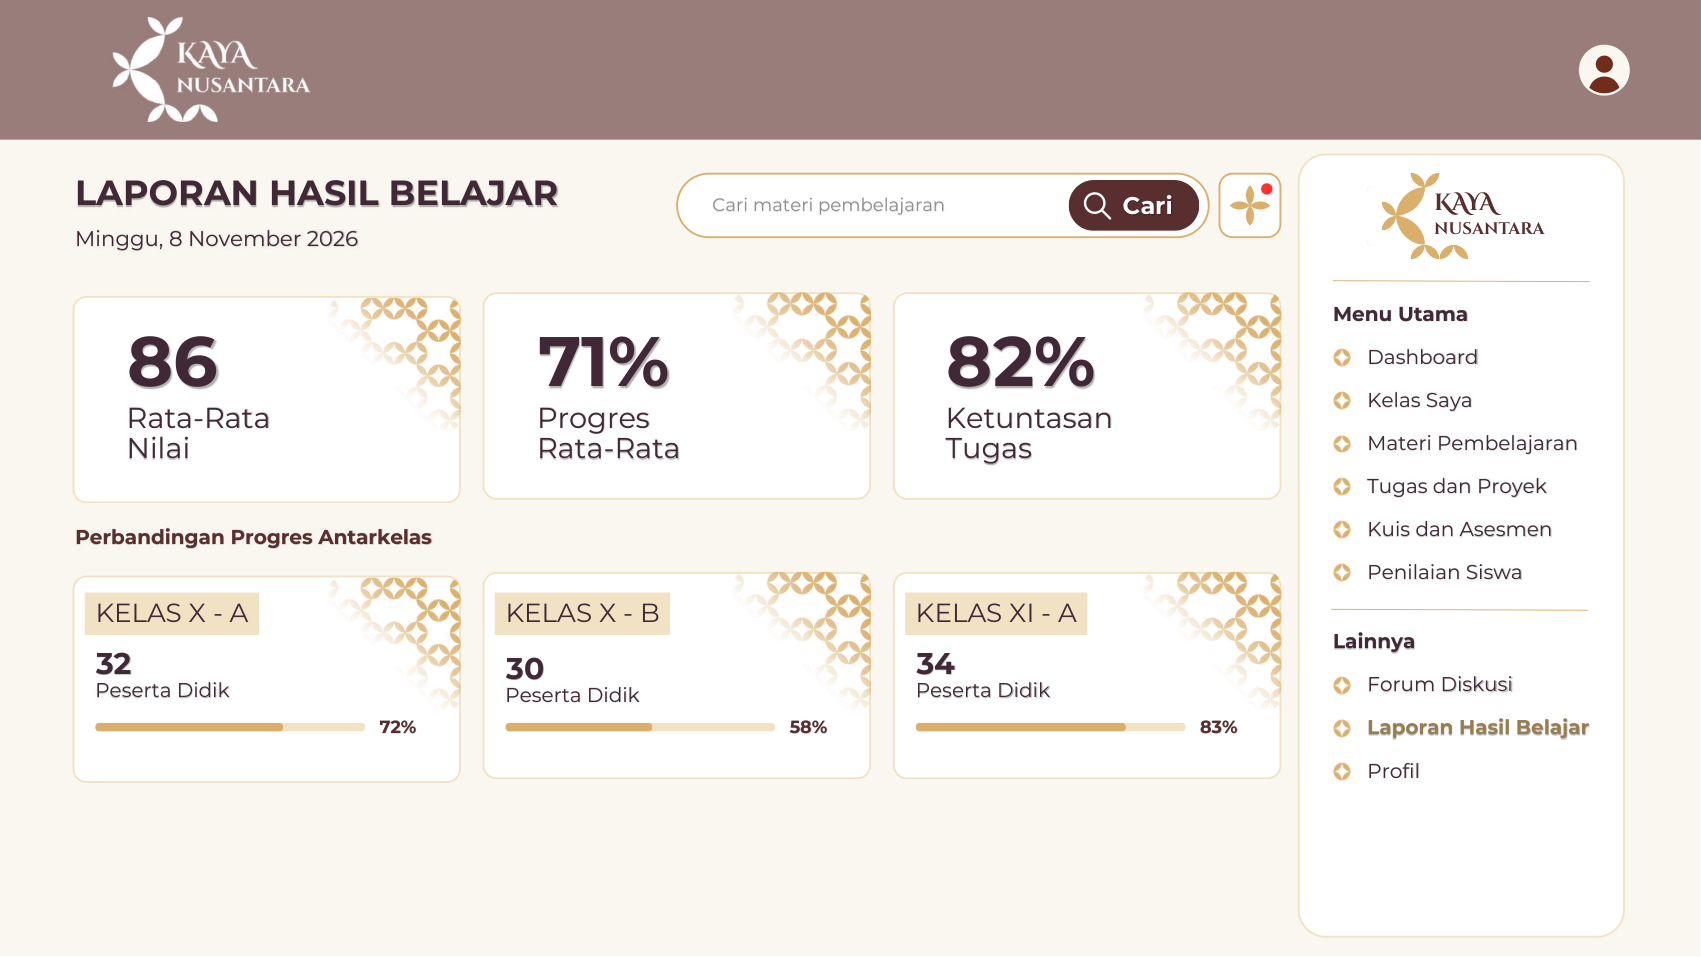 KAYA
NUSANTARA
LAPORAN HASIL BELAJAR
Minggu, 8 November 2026
Cari materi pembelajaran
Cari
86
Rata-Rata
Nilai
71%
Progres
Rata-Rata
82%
Ketuntasan
Tugas
Perbandingan Progres Antarkelas
KELAS X - A
32
Peserta Didik
72%
KELAS X - B
30
Peserta Didik
58%
KELAS XI - A
34
Peserta Didik
83%
KAYA
NUSANTARA
Menu Utama
Dashboard
Kelas Saya
Materi Pembelajaran
Tugas dan Proyek
Kuis dan Asesmen
Penilaian Siswa
Lainnya
Forum Diskusi
Laporan Hasil Belajar
Profil